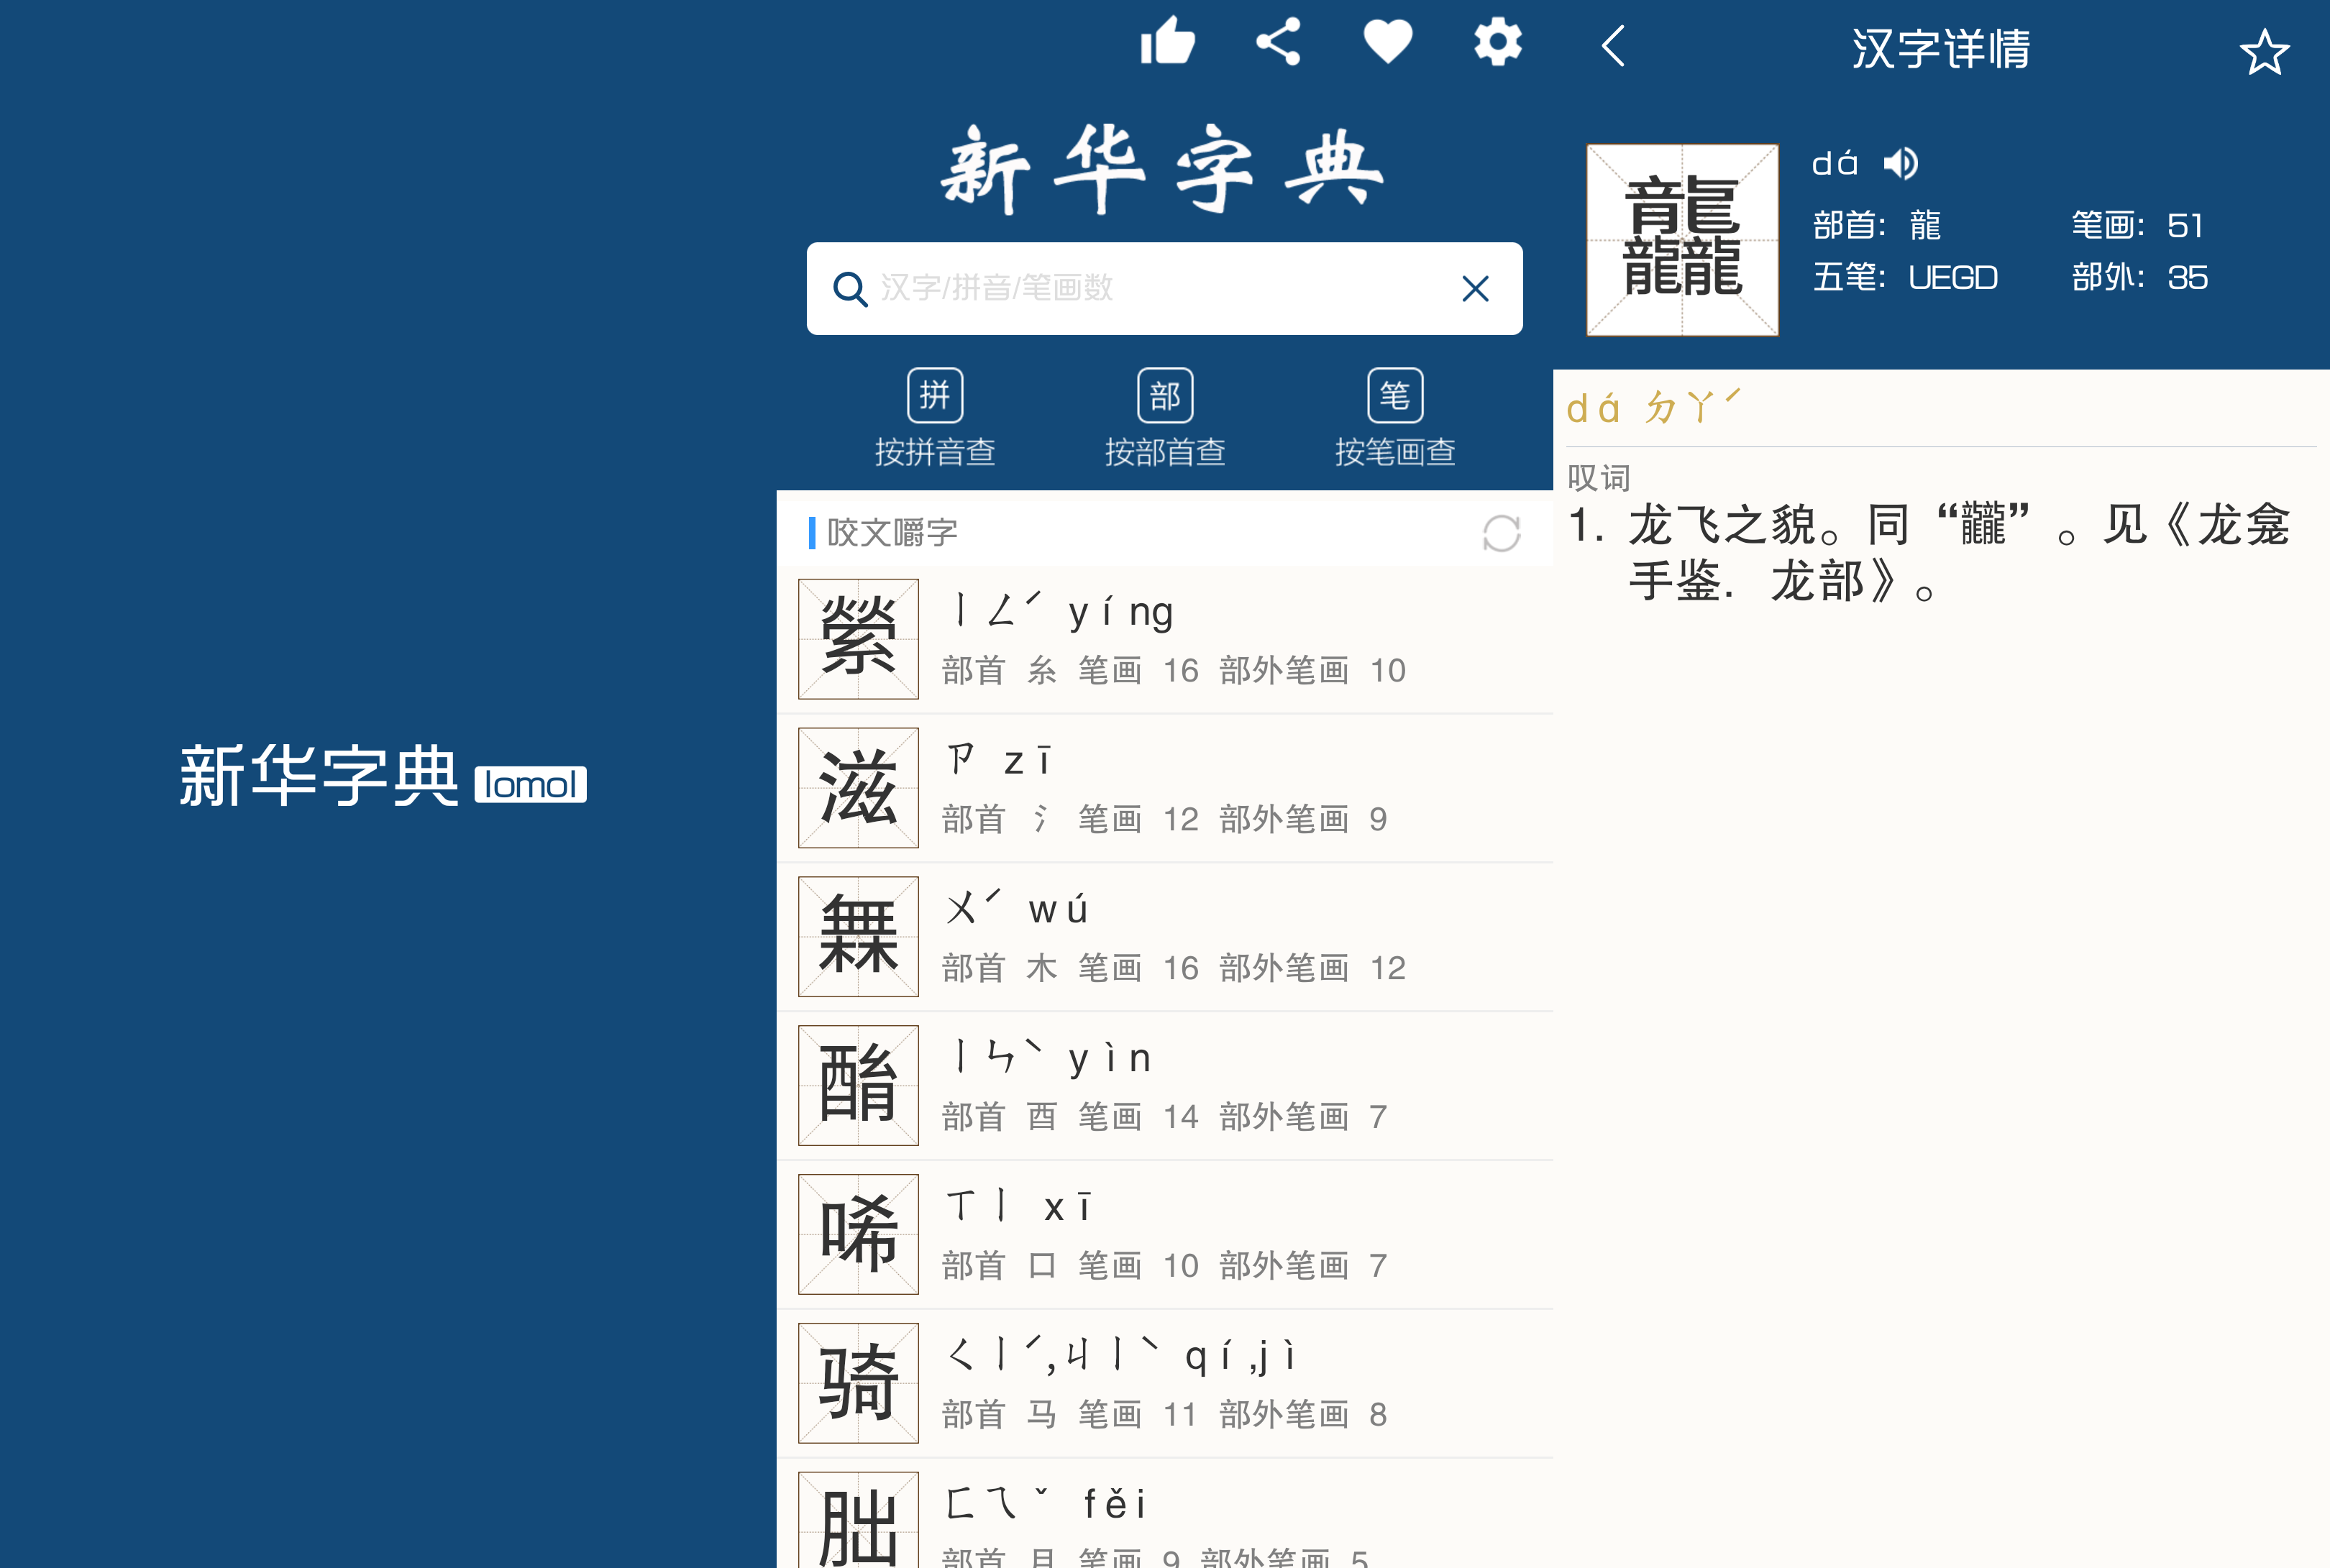 新华字典 lomol
新华字典
汉字/拼音/笔画数
拼
部
笔
按拼音查
按部首查
按笔画查
咬文嚼字
縈
ㄧㄥˊ yíng
部首 糸 笔画 16 部外笔画 10
滋
ㄗ zī
部首 氵 笔画 12 部外笔画 9
橆
ㄨˊ wú
部首 木 笔画 16 部外笔画 12
酳
ㄧㄣˋ yìn
部首 酉 笔画 14 部外笔画 7
唏
ㄒㄧ xī
部首 口 笔画 10 部外笔画 7
骑
ㄑㄧˊ,ㄐㄧˋ qí,jì
部首 马 笔画 11 部外笔画 8
朏
ㄈㄟˇ fěi
部首 月 笔画 9 部外笔画 5
汉字详情
龘
dá
部首: 龍 笔画: 51
五笔: UEGD 部外: 35
dá ㄉㄚˊ
叹词
1. 龙飞之貌。同“龖”。见《龙龛
手鉴. 龙部》。